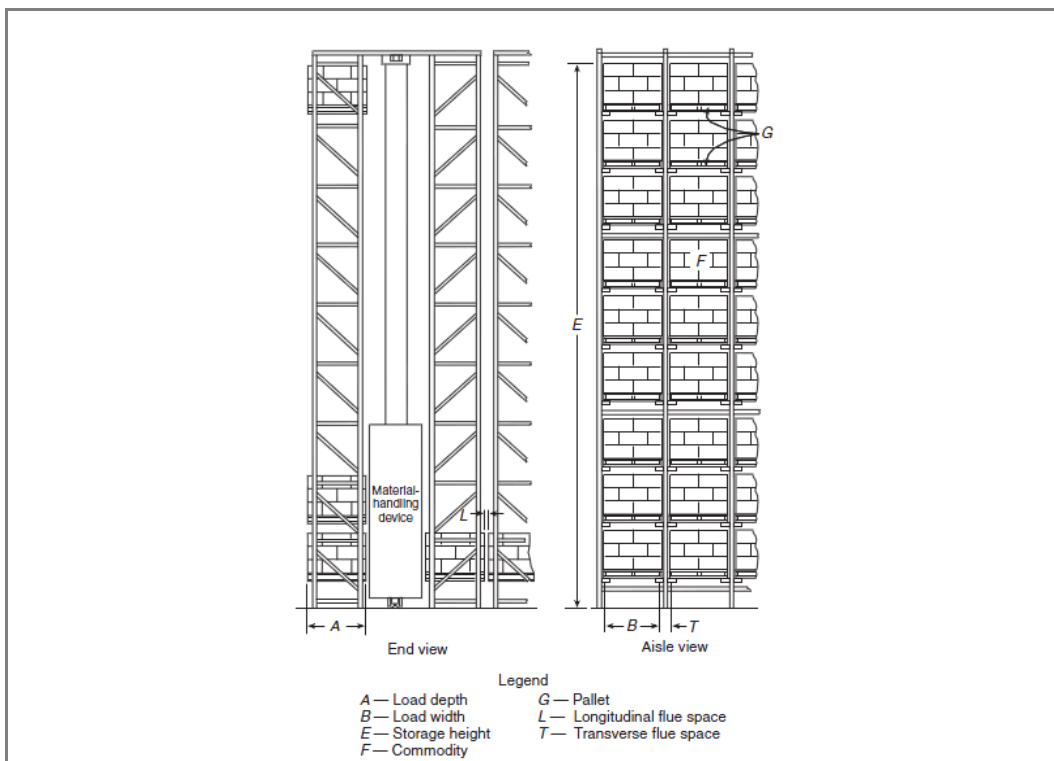 G
F
E
Material-
handling
device
L
A
B
T
End view
Aisle view
Legend
A — Load depth
B — Load width
E — Storage height
F — Commodity
G — Pallet
L — Longitudinal flue space
T — Transverse flue space